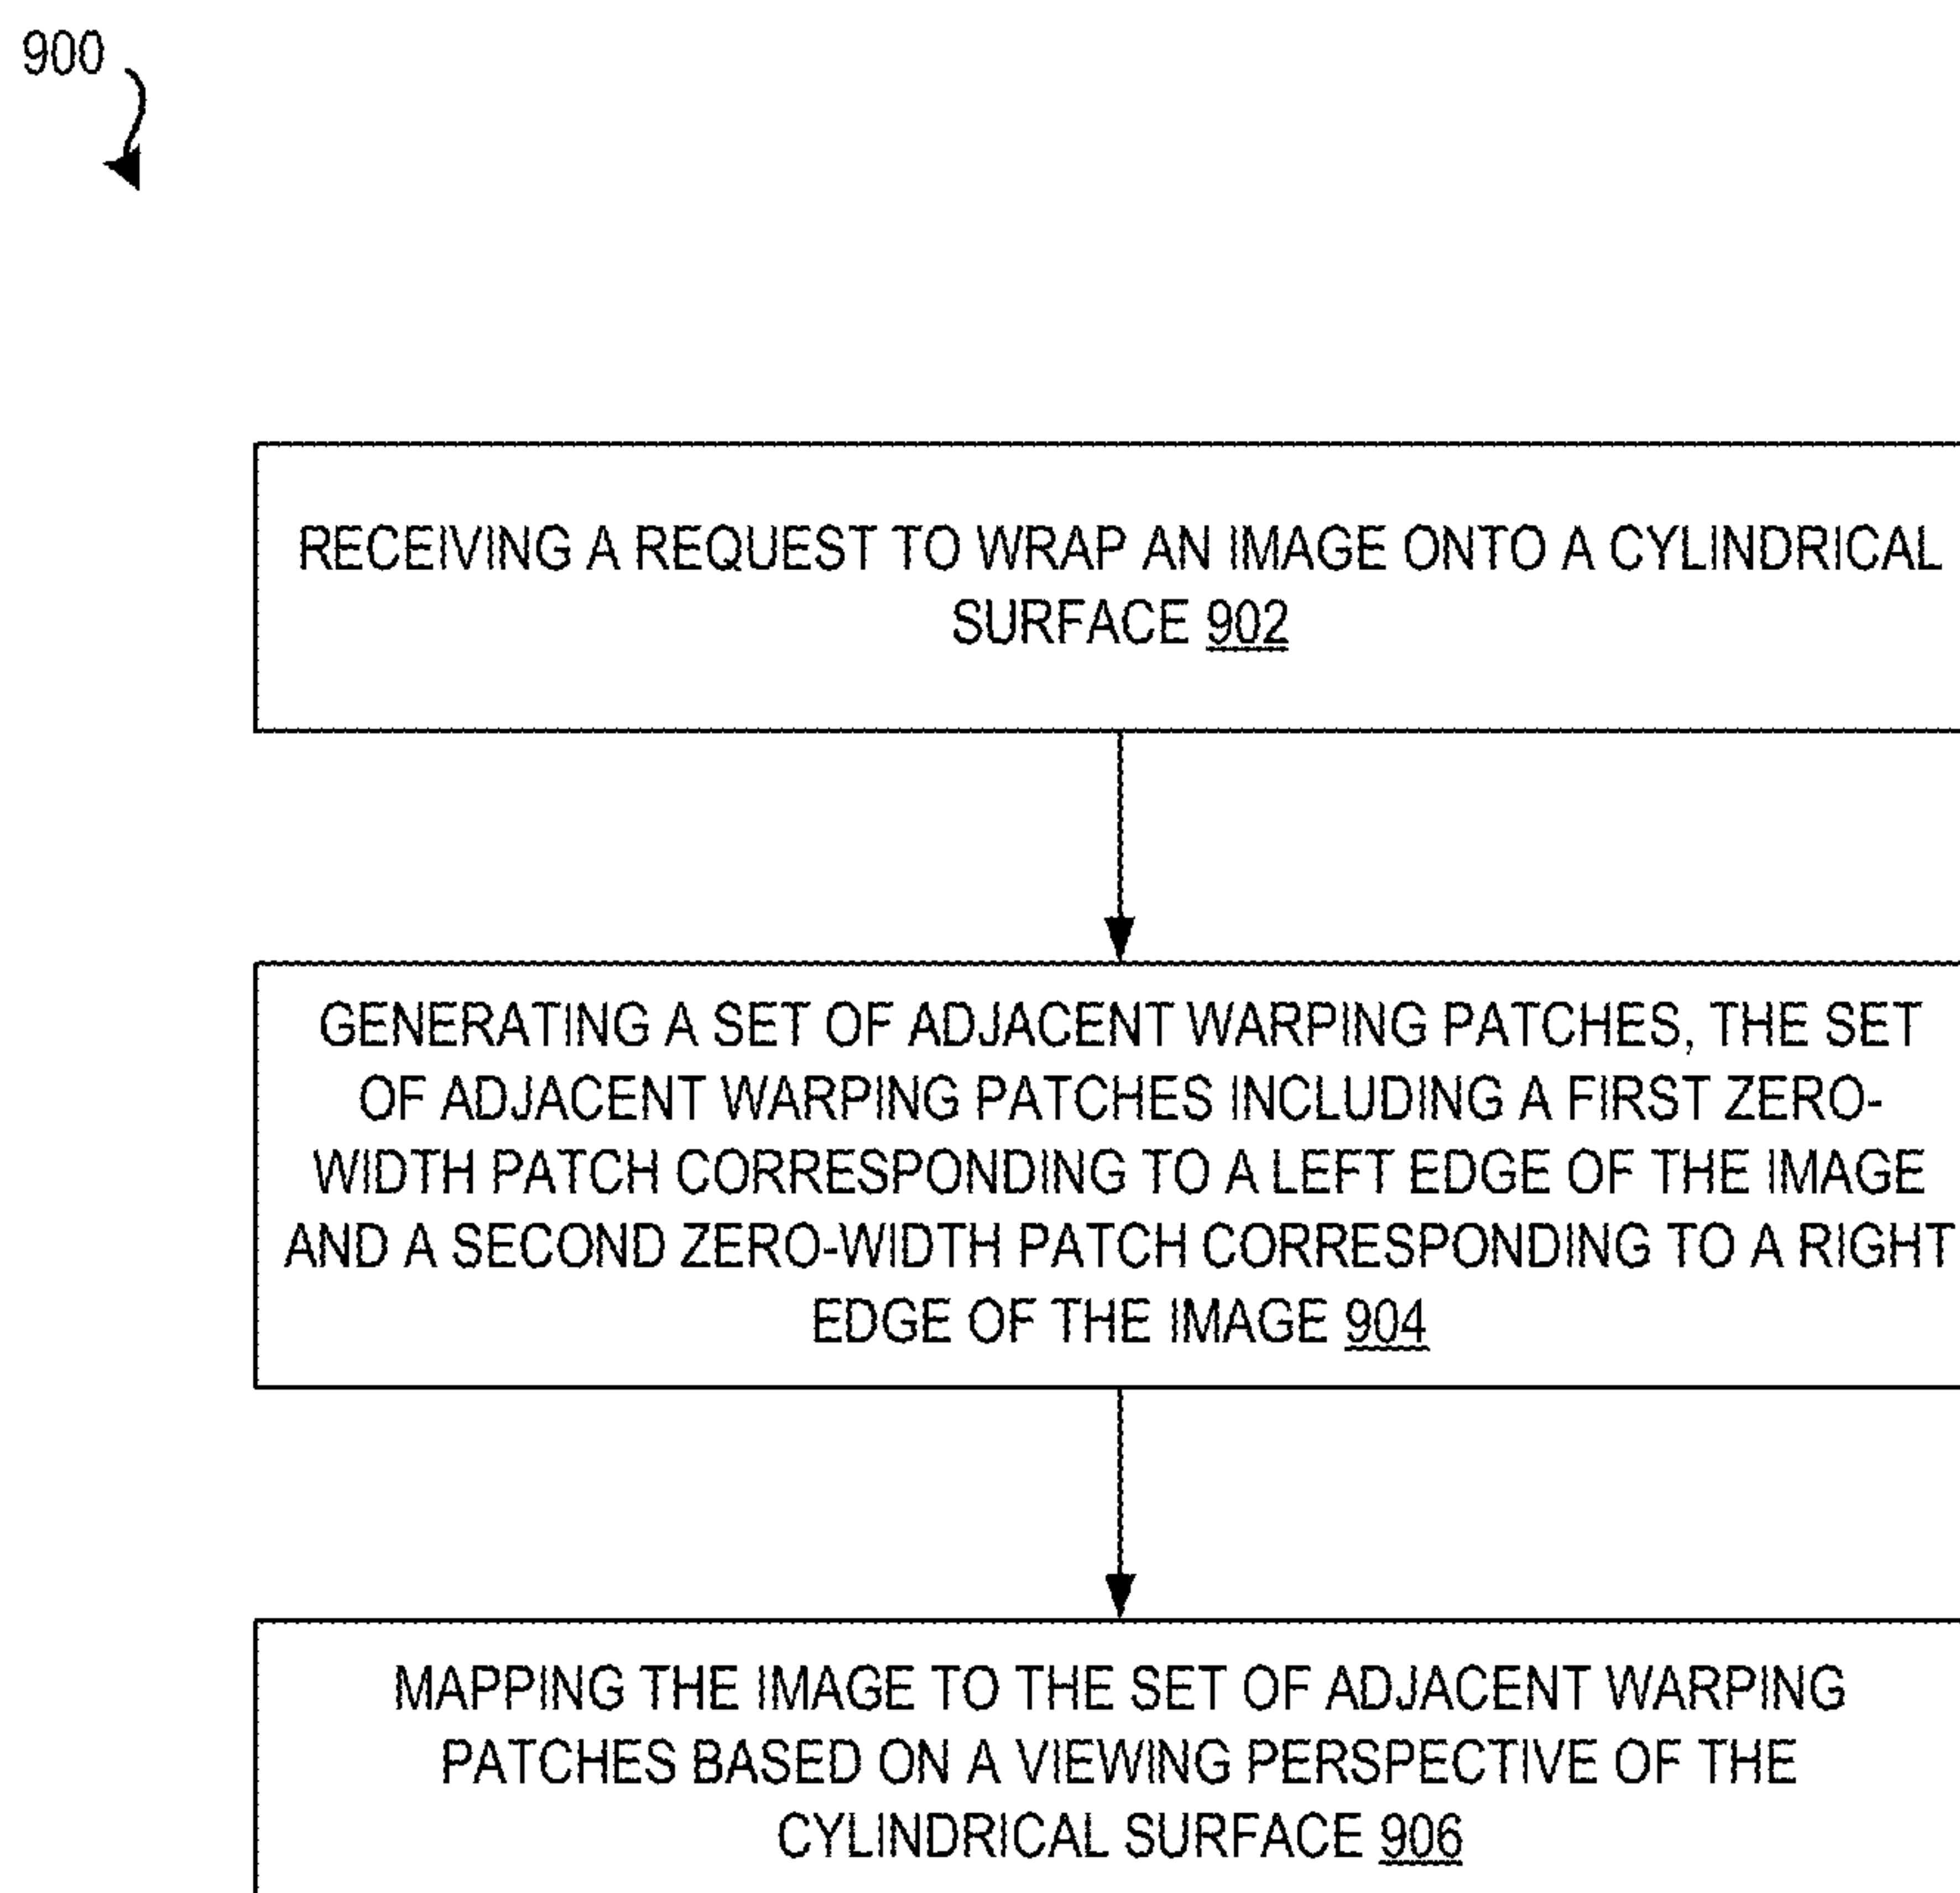 900
RECEIVING A REQUEST TO WRAP AN IMAGE ONTO A CYLINDRICAL
SURFACE 902
GENERATING A SET OF ADJACENT WARPING PATCHES, THE SET
OF ADJACENT WARPING PATCHES INCLUDING A FIRST ZERO-
WIDTH PATCH CORRESPONDING TO A LEFT EDGE OF THE IMAGE
AND A SECOND ZERO-WIDTH PATCH CORRESPONDING TO A RIGHT
EDGE OF THE IMAGE 904
MAPPING THE IMAGE TO THE SET OF ADJACENT WARPING
PATCHES BASED ON A VIEWING PERSPECTIVE OF THE
CYLINDRICAL SURFACE 906